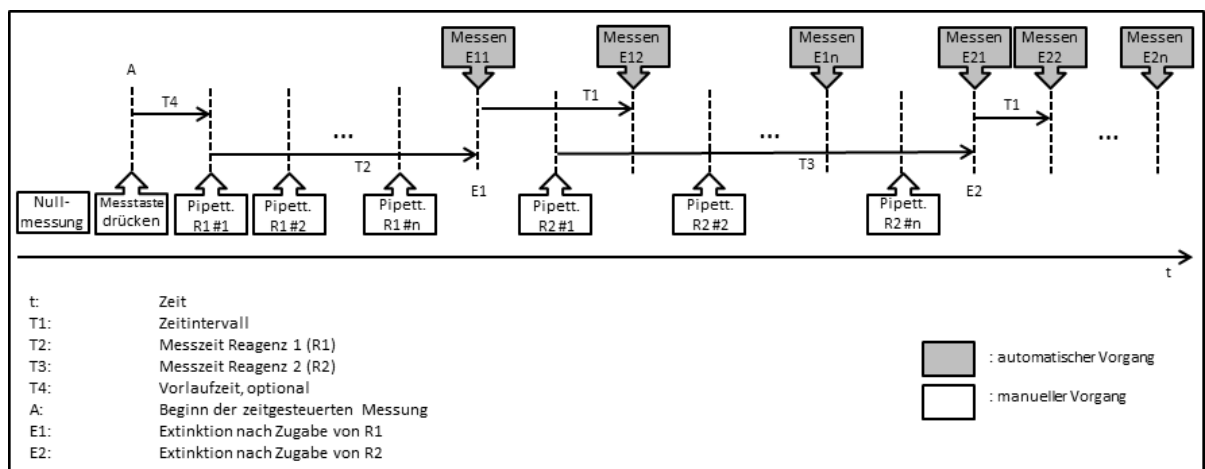 Messen
E11
Messen
E12
Messen
E1n
Messen
E21
Messen
E22
Messen
E2n
A
T4
T1
T1
...
...
...
T2
T3
E1
E2
Null-
messung
Messtaste
drücken
Pipett.
R1#1
Pipett.
R1#2
Pipett.
R1#n
Pipett.
R2#1
Pipett.
R2#2
Pipett.
R2#n
t
t: Zeit
T1: Zeitintervall
T2: Messzeit Reagenz 1 (R1)
T3: Messzeit Reagenz 2 (R2)
T4: Vorlaufzeit, optional
A: Beginn der zeitgesteuerten Messung
E1: Extinktion nach Zugabe von R1
E2: Extinktion nach Zugabe von R2
: automatischer Vorgang
: manueller Vorgang